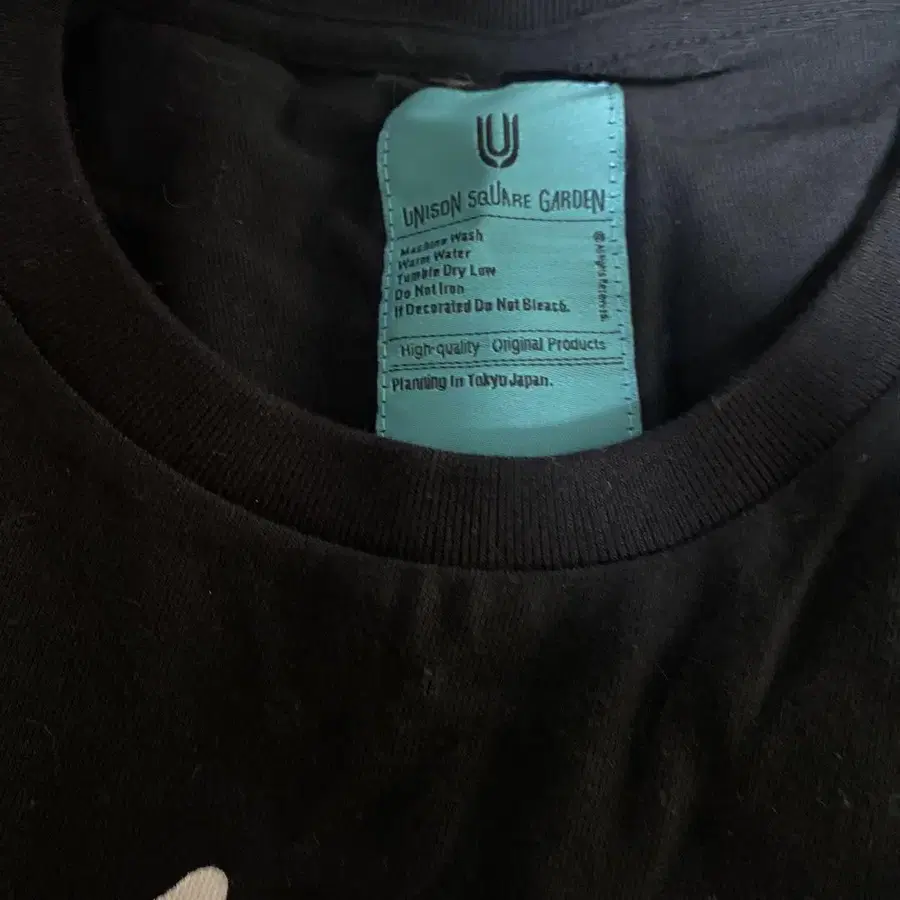 U
UNISON SQUARE GARDEN
Machine Wash
Warm Water
Tumble Dry Low
Do Not Iron
If Decorated Do Not Bleach.
High-quality Original Products
Planning In Tokyo Japan.